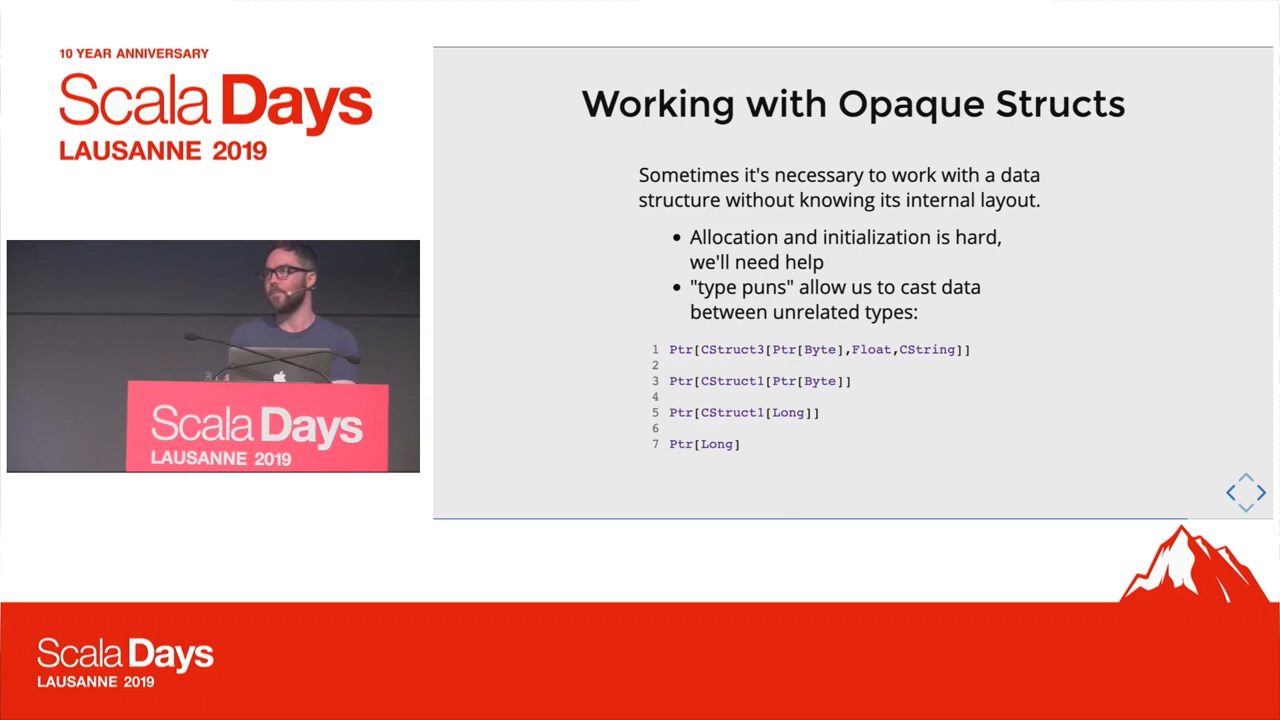 10 YEAR ANNIVERSARY
Scala Days
LAUSANNE 2019
Working with Opaque Structs
Sometimes it's necessary to work with a data
structure without knowing its internal layout.
• Allocation and initialization is hard,
we'll need help
• "type puns" allow us to cast data
between unrelated types:
1 Ptr[CStruct3[Ptr[Byte],Float,CString]]
2
3 Ptr[CStruct1[Ptr[Byte]]
4
5 Ptr[CStruct1[Long]]
6
7 Ptr[Long]
Scala Days
LAUSANNE 2019
Scala Days
LAUSANNE 2019